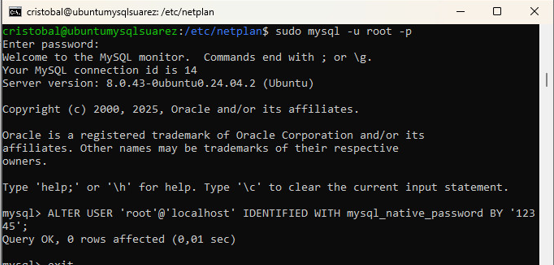 cristobal@ubuntumysqlsuarez: /etc/netplan
cristobal@ubuntumysqlsuarez:/etc/netplan$ sudo mysql -u root -p
Enter password:
Welcome to the MySQL monitor.  Commands end with ; or \g.
Your MySQL connection id is 14
Server version: 8.0.43-0ubuntu0.24.04.2 (Ubuntu)
Copyright (c) 2000, 2025, Oracle and/or its affiliates.
Oracle is a registered trademark of Oracle Corporation and/or its
affiliates. Other names may be trademarks of their respective
owners.
Type 'help;' or '\h' for help. Type '\c' to clear the current input statement.
mysql> ALTER USER 'root'@'localhost' IDENTIFIED WITH mysql_native_password BY '123
45';
Query OK, 0 rows affected (0,01 sec)
mysql> exit